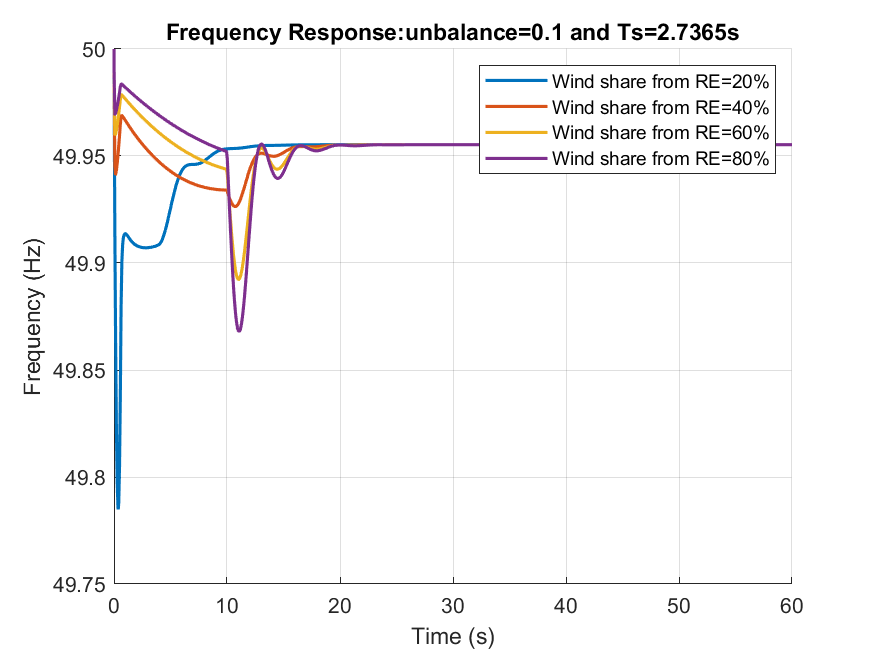 Frequency Response:unbalance=0.1 and Ts=2.7365s
50
49.95
49.9
49.85
49.8
49.75
Frequency (Hz)
Wind share from RE=20%
Wind share from RE=40%
Wind share from RE=60%
Wind share from RE=80%
0 10 20 30 40 50 60
Time (s)